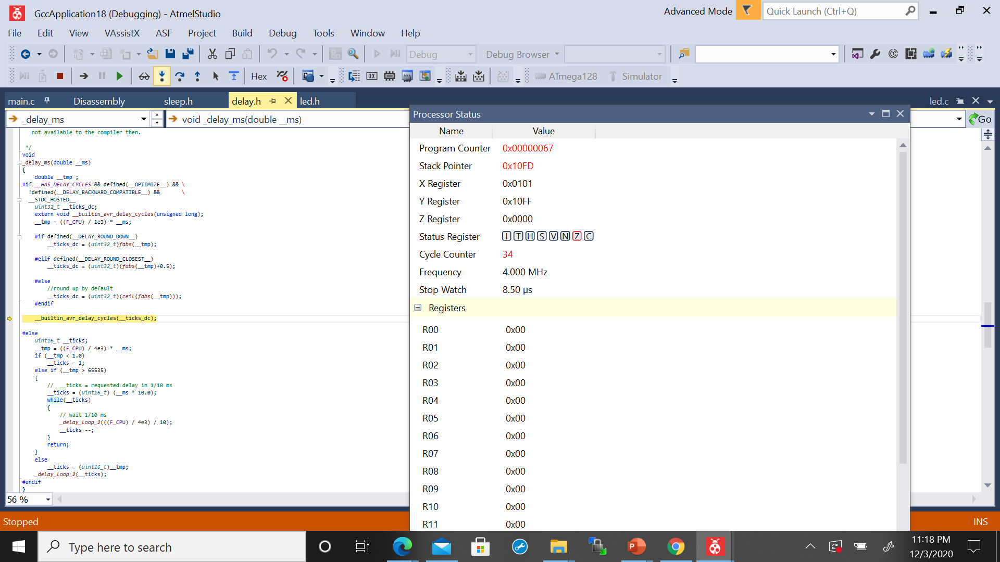 GccApplication18 (Debugging) - AtmelStudio
Advanced Mode
Quick Launch (Ctrl+Q)
File Edit View VAssistX ASF Project Build Debug Tools Window Help
Debug
Debug Browser
Hex
ATmega128
Simulator
main.c
Disassembly
sleep.h
delay.h
led.h
led.c
_delay_ms
void _delay_ms(double __ms)
Go
not available to the compiler then.
*/
void
_delay_ms(double __ms)
{
double __tmp ;
#if __HAS_DELAY_CYCLES && defined(__OPTIMIZE__) && \
!defined(__DELAY_BACKWARD_COMPATIBLE__) && \
__STDC_HOSTED__
uint32_t __ticks_dc;
extern void __builtin_avr_delay_cycles(unsigned long);
__tmp = ((F_CPU) / 1e3) * __ms;
#if defined(__DELAY_ROUND_DOWN__)
__ticks_dc = (uint32_t)fabs(__tmp);
#elif defined(__DELAY_ROUND_CLOSEST__)
__ticks_dc = (uint32_t)(fabs(__tmp)+0.5);
#else
//round up by default
__ticks_dc = (uint32_t)(ceil(fabs(__tmp)));
#endif
__builtin_avr_delay_cycles(__ticks_dc);
#else
uint16_t __ticks;
__tmp = ((F_CPU) / 4e3) * __ms;
if (__tmp < 1.0)
__ticks = 1;
else if (__tmp > 65535)
{
// __ticks = requested delay in 1/10 ms
__ticks = (uint16_t) (__ms * 10.0);
while(__ticks)
{
// wait 1/10 ms
_delay_loop_2(((F_CPU) / 4e3) / 10);
__ticks --;
}
return;
}
else
__ticks = (uint16_t)__tmp;
_delay_loop_2(__ticks);
#endif
}
56 %
Processor Status
Name Value
Program Counter 0x00000067
Stack Pointer 0x10FD
X Register 0x0101
Y Register 0x10FF
Z Register 0x0000
Status Register I T H S V N Z C
Cycle Counter 34
Frequency 4.000 MHz
Stop Watch 8.50 µs
Registers
R00 0x00
R01 0x00
R02 0x00
R03 0x00
R04 0x00
R05 0x00
R06 0x00
R07 0x00
R08 0x00
R09 0x00
R10 0x00
R11 0x00
Stopped
INS
Type here to search
11:18 PM
12/3/2020